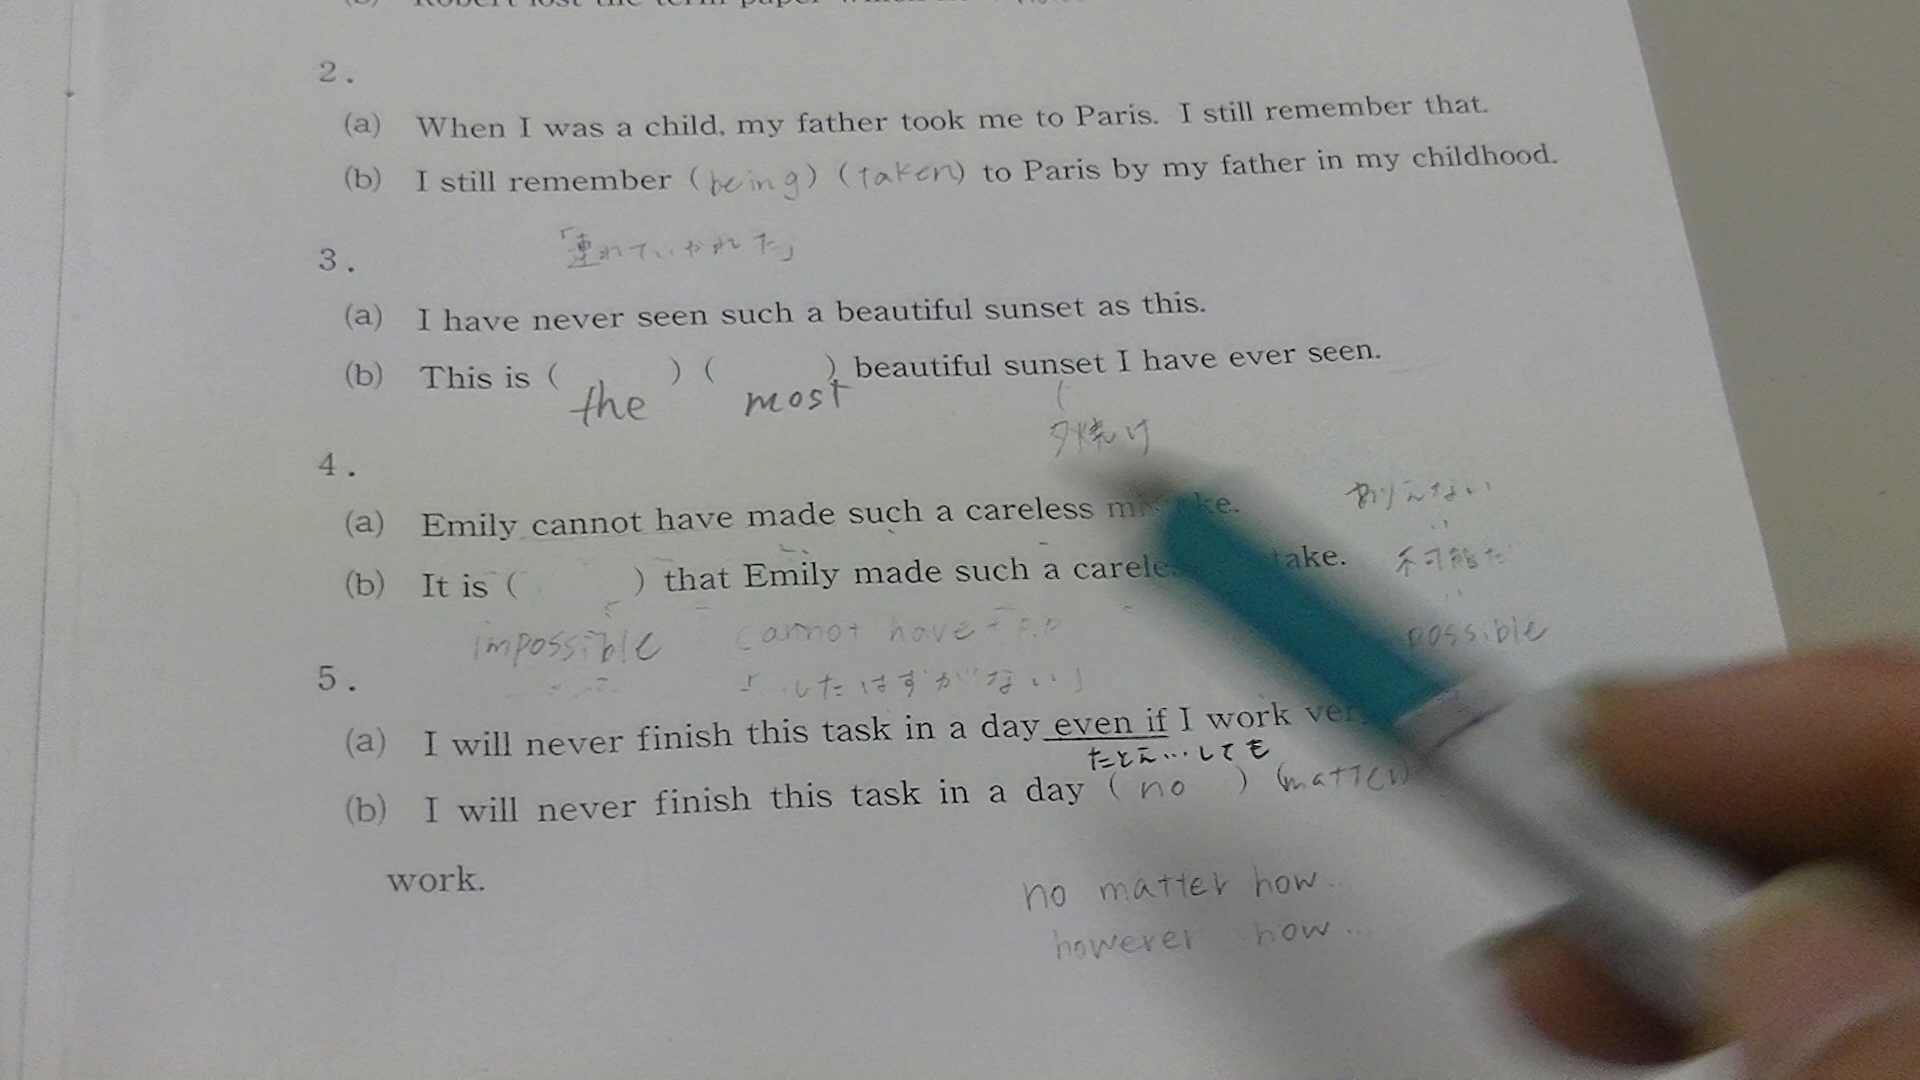 Robert lost the term paper
2.
(a) When I was a child, my father took me to Paris. I still remember that.
(b) I still remember (being) (taken) to Paris by my father in my childhood.
「連れていかれた」
3.
(a) I have never seen such a beautiful sunset as this.
(b) This is ( the ) ( most ) beautiful sunset I have ever seen.
夕焼け
4.
(a) Emily cannot have made such a careless
ありえない
(b) It is ( impossible ) that Emily made such a
不可能だ
cannot have + P.P
possible
「したはずがない」
5.
(a) I will never finish this task in a day even if I work
たとえ…しても
(b) I will never finish this task in a day ( no ) (matter)
work.
no matter how...
however how...